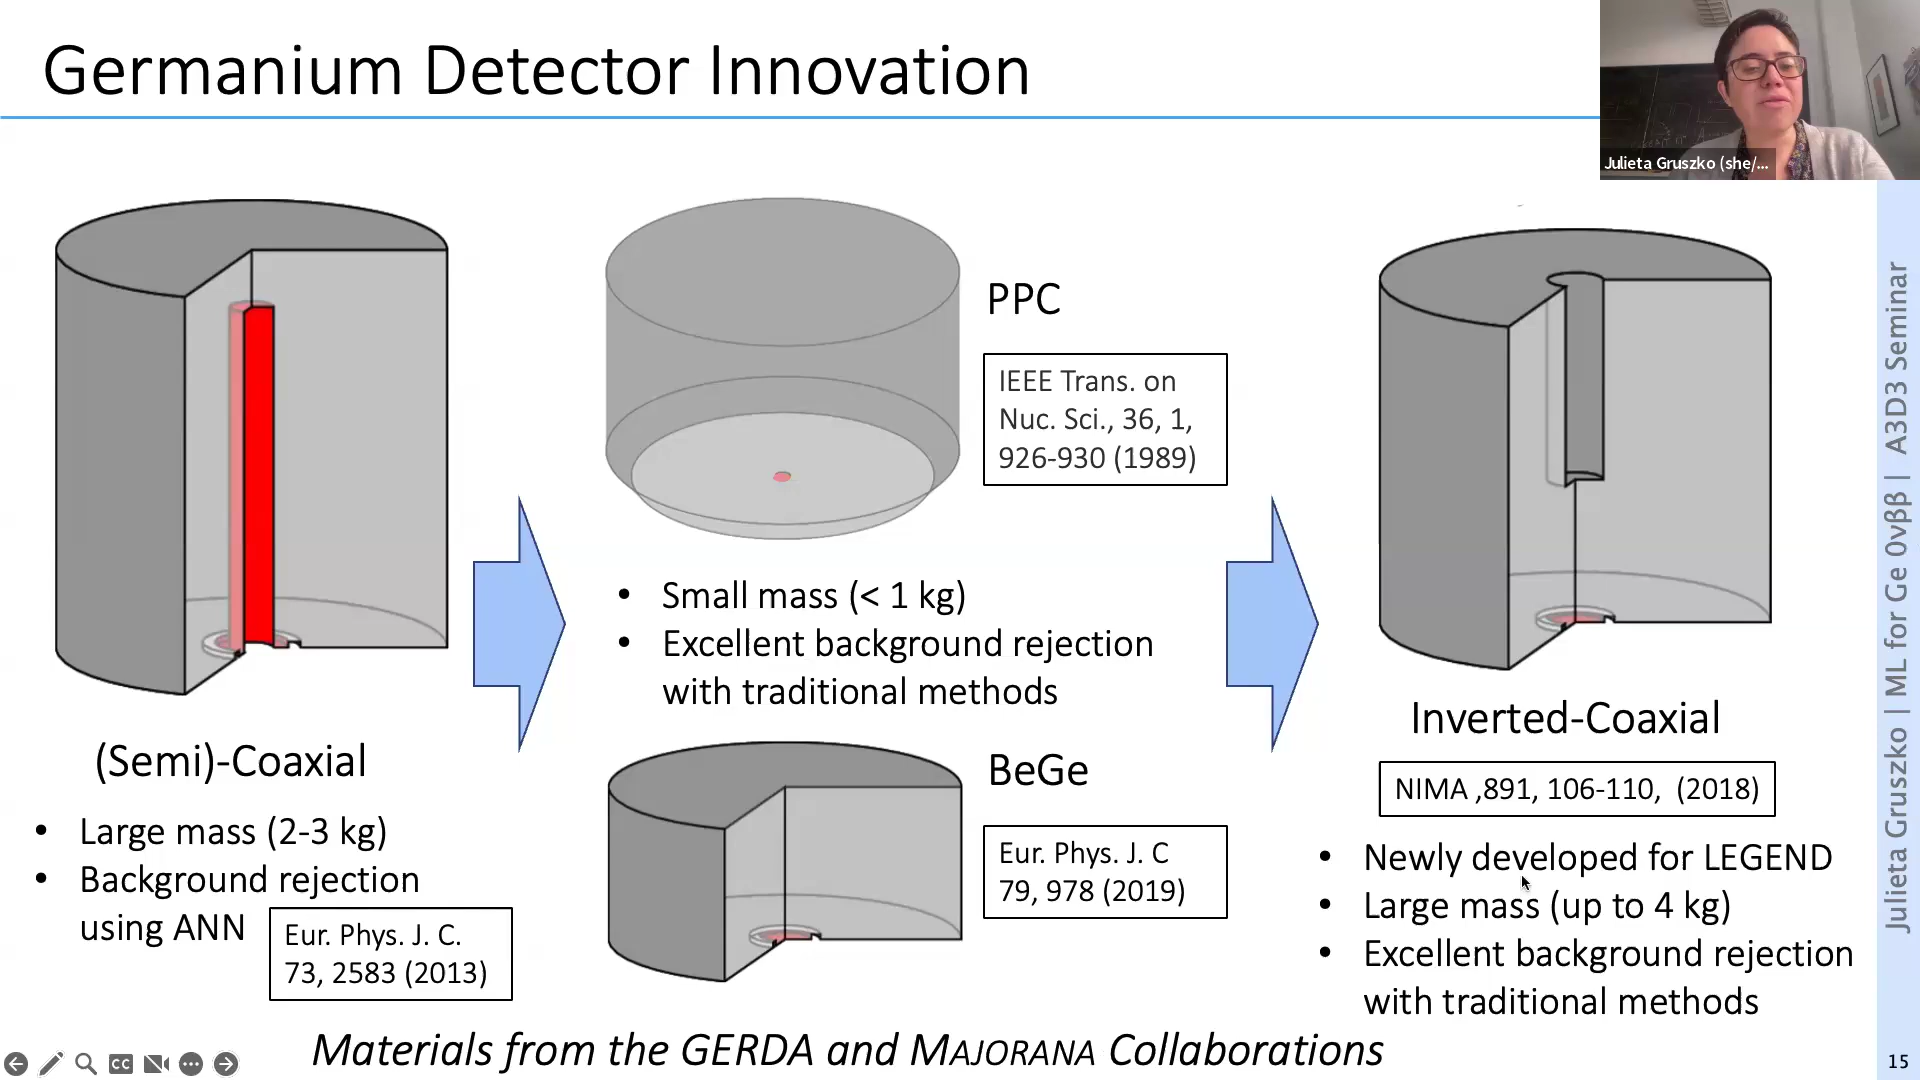 Germanium Detector Innovation
Julieta Gruszko (she/...
PPC
IEEE Trans. on
Nuc. Sci., 36, 1,
926-930 (1989)
• Small mass (< 1 kg)
• Excellent background rejection
with traditional methods
BeGe
Eur. Phys. J. C
79, 978 (2019)
(Semi)-Coaxial
• Large mass (2-3 kg)
• Background rejection
using ANN
Eur. Phys. J. C.
73, 2583 (2013)
Inverted-Coaxial
NIMA ,891, 106-110, (2018)
• Newly developed for LEGEND
• Large mass (up to 4 kg)
• Excellent background rejection
with traditional methods
Materials from the GERDA and MAJORANA Collaborations
Julieta Gruszko | ML for Ge 0νββ | A3D3 Seminar
15
CC